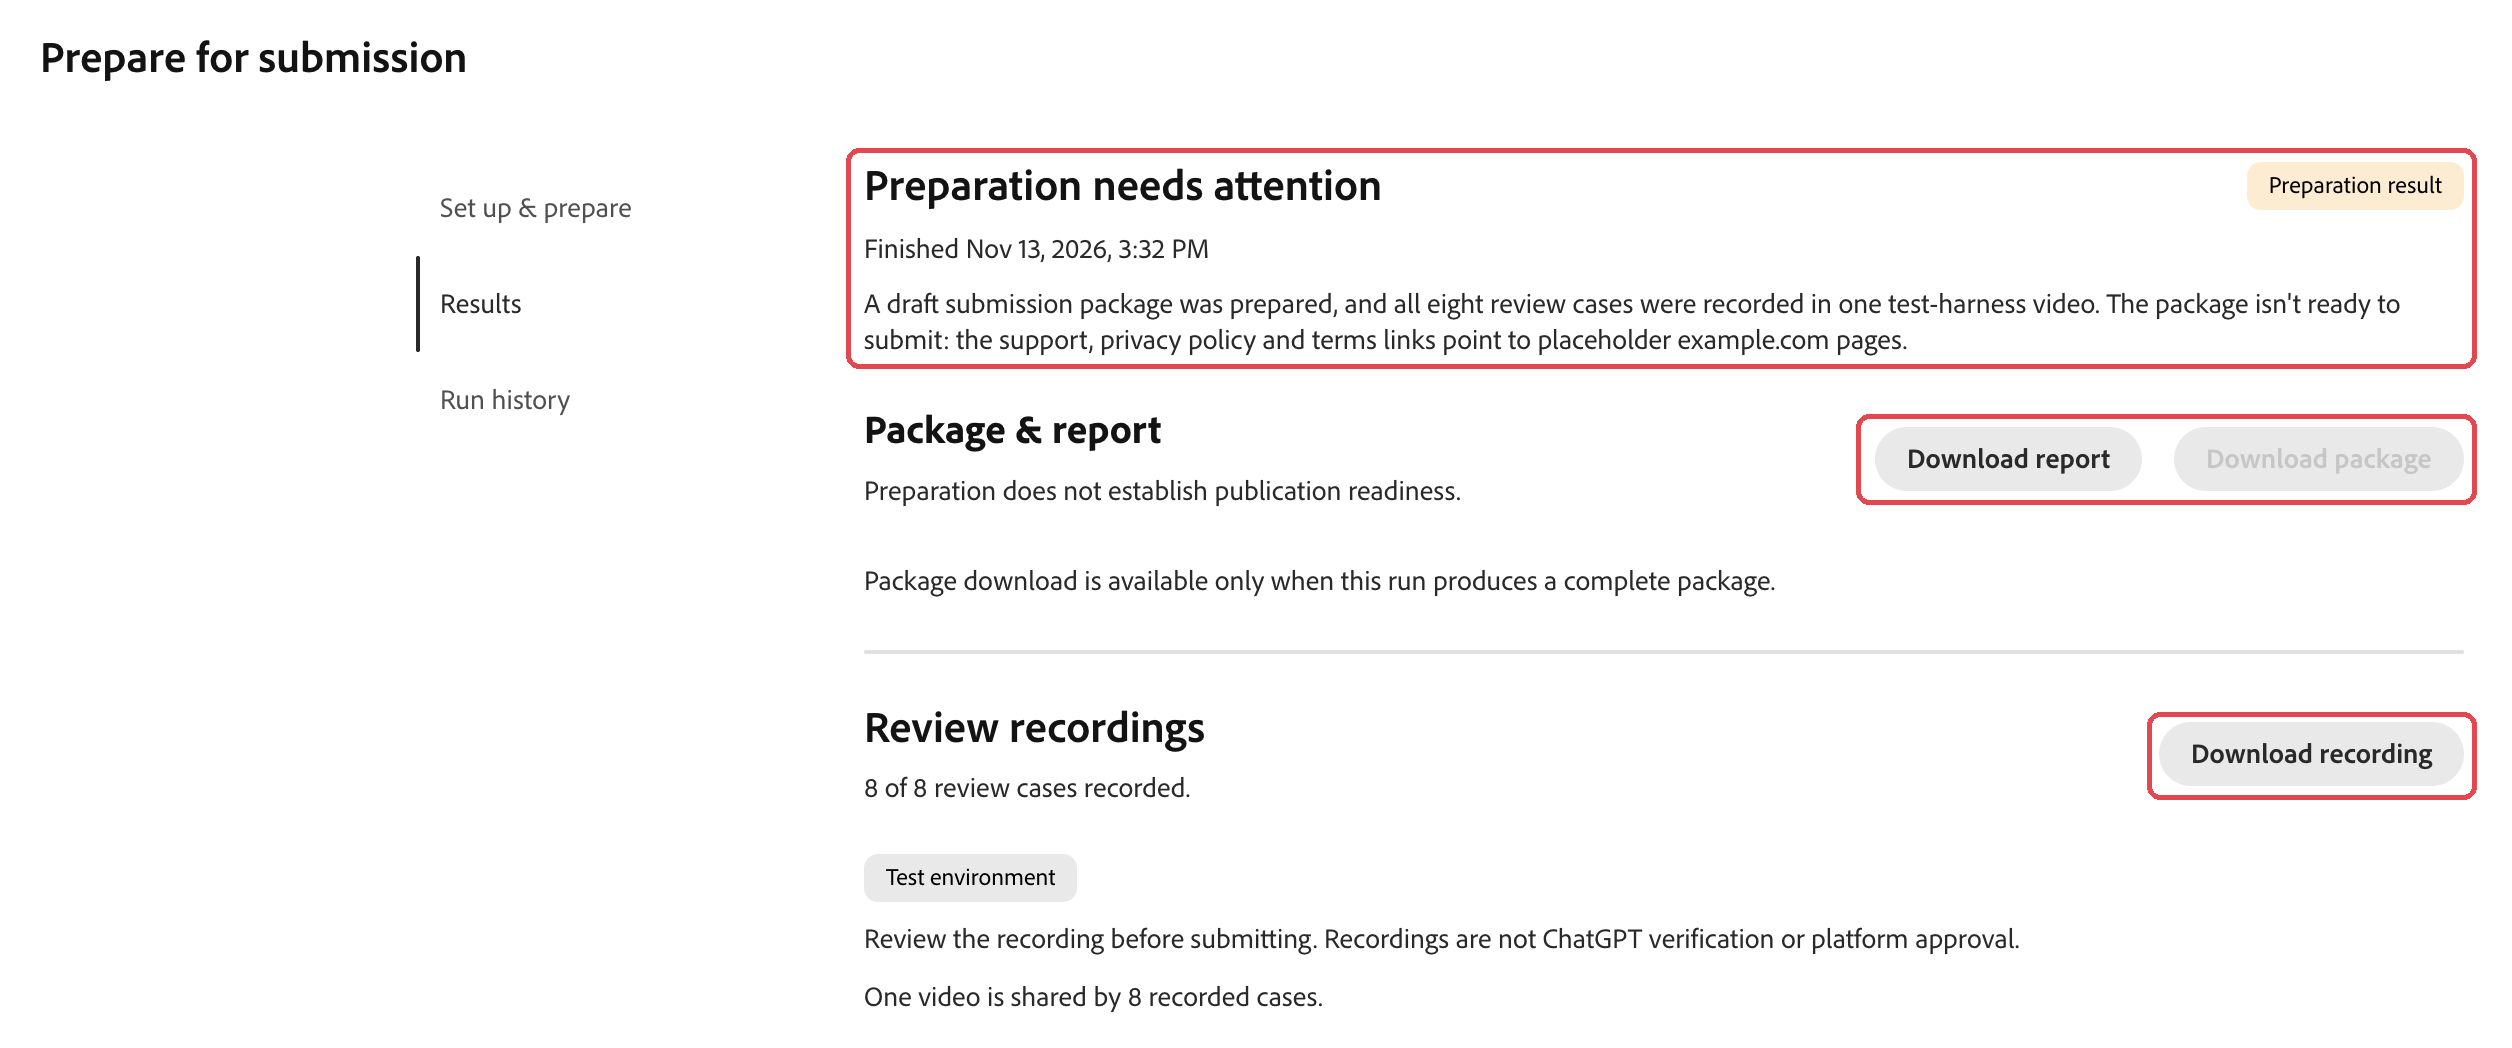 Prepare for submission
Set up & prepare
Results
Run history
Preparation needs attention
Preparation result
Finished Nov 13, 2026, 3:32 PM
A draft submission package was prepared, and all eight review cases were recorded in one test-harness video. The package isn't ready to
submit: the support, privacy policy and terms links point to placeholder example.com pages.
Package & report
Download report
Download package
Preparation does not establish publication readiness.
Package download is available only when this run produces a complete package.
Review recordings
Download recording
8 of 8 review cases recorded.
Test environment
Review the recording before submitting. Recordings are not ChatGPT verification or platform approval.
One video is shared by 8 recorded cases.